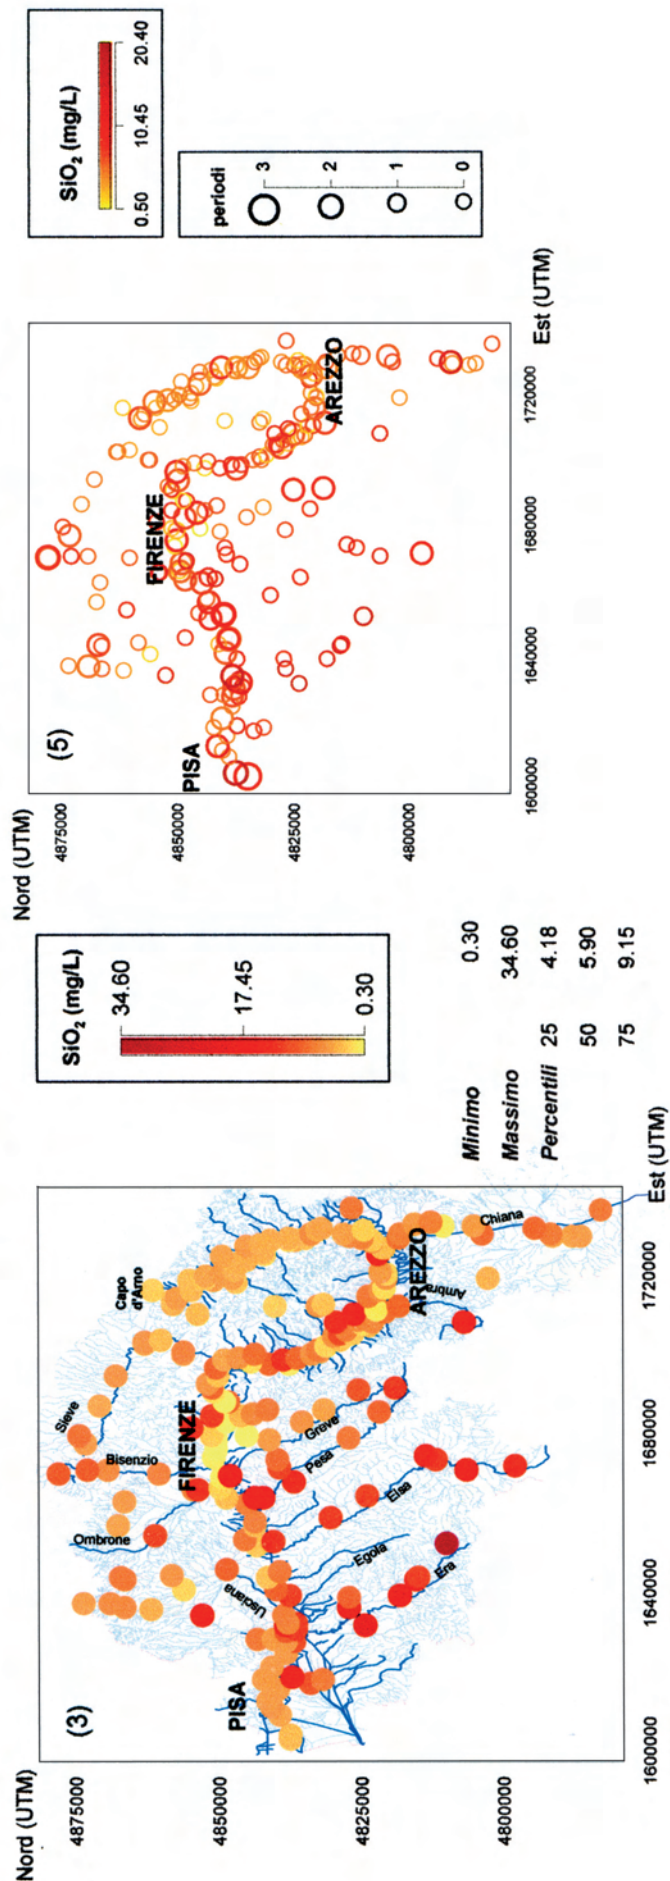 Nord (UTM)
4875000
4850000
4825000
4800000
(3)
Ombrone
Bisenzio
Sieve
Capo
d'Arno
PISA
FIRENZE
AREZZO
Usciana
Egola
Era
Elsa
Pesa
Greve
Ambra
Chiana
1600000
1640000
1680000
1720000
Est (UTM)
SiO2 (mg/L)
34.60
17.45
0.30
Minimo 0.30
Massimo 34.60
Percentili 25 4.18
50 5.90
75 9.15
Nord (UTM)
4875000
4850000
4825000
4800000
(5)
PISA
FIRENZE
AREZZO
1600000
1640000
1680000
1720000
Est (UTM)
SiO2 (mg/L)
0.50 10.45 20.40
periodi
3
2
1
0